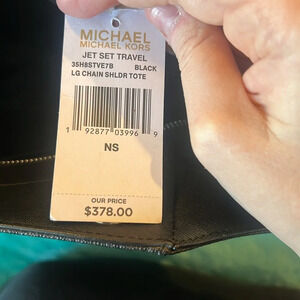 MICHAEL
MICHAEL KORS
JET SET TRAVEL
35H8STVE7B BLACK
LG CHAIN SHLDR TOTE
1 92877 03996 9
NS
OUR PRICE
$378.00